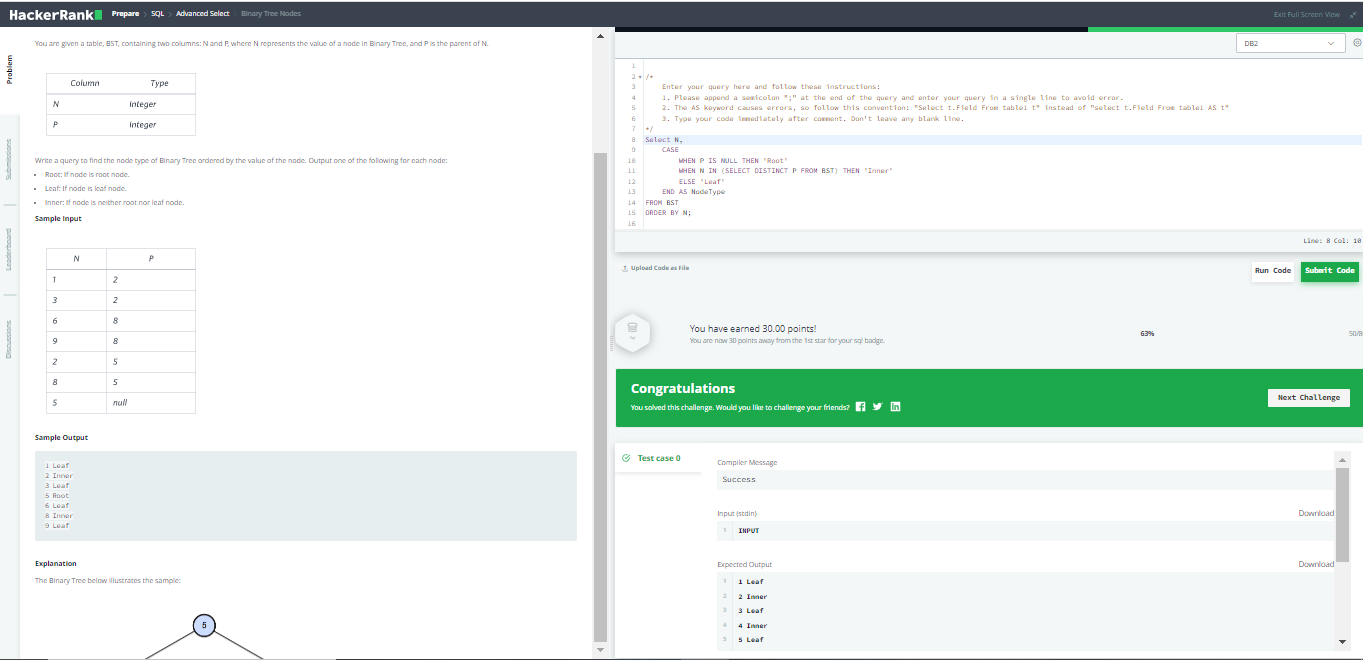 HackerRank
Prepare > SQL > Advanced Select > Binary Tree Nodes
Exit Full Screen View
Problem
Submissions
Leaderboard
Discussions
You are given a table, BST, containing two columns: N and P, where N represents the value of a node in Binary Tree, and P is the parent of N.
Column Type
N Integer
P Integer
Write a query to find the node type of Binary Tree ordered by the value of the node. Output one of the following for each node:
• Root: If node is root node.
• Leaf: If node is leaf node.
• Inner: If node is neither root nor leaf node.
Sample Input
N P
1 2
3 2
6 8
9 8
2 5
8 5
5 null
Sample Output
1 Leaf
2 Inner
3 Leaf
5 Root
6 Leaf
8 Inner
9 Leaf
Explanation
The Binary Tree below illustrates the sample:
5
DB2
1
2 /*
3 Enter your query here and follow these instructions:
4 1. Please append a semicolon ";" at the end of the query and enter your query in a single line to avoid error.
5 2. The AS keyword causes errors, so follow this convention: "Select t.Field From table1 t" instead of "select t.Field From table1 AS t"
6 3. Type your code immediately after comment. Don't leave any blank line.
7 */
8 Select N,
9 CASE
10 WHEN P IS NULL THEN 'Root'
11 WHEN N IN (SELECT DISTINCT P FROM BST) THEN 'Inner'
12 ELSE 'Leaf'
13 END AS NodeType
14 FROM BST
15 ORDER BY N;
16
Line: 8 Col: 10
Upload Code as File
Run Code
Submit Code
You have earned 30.00 points!
You are now 30 points away from the 1st star for your sql badge.
63%
50/8
Congratulations
You solved this challenge. Would you like to challenge your friends?
Next Challenge
Test case 0
Compiler Message
Success
Input (stdin)
Download
1 INPUT
Expected Output
Download
1 1 Leaf
2 2 Inner
3 3 Leaf
4 4 Inner
5 5 Leaf